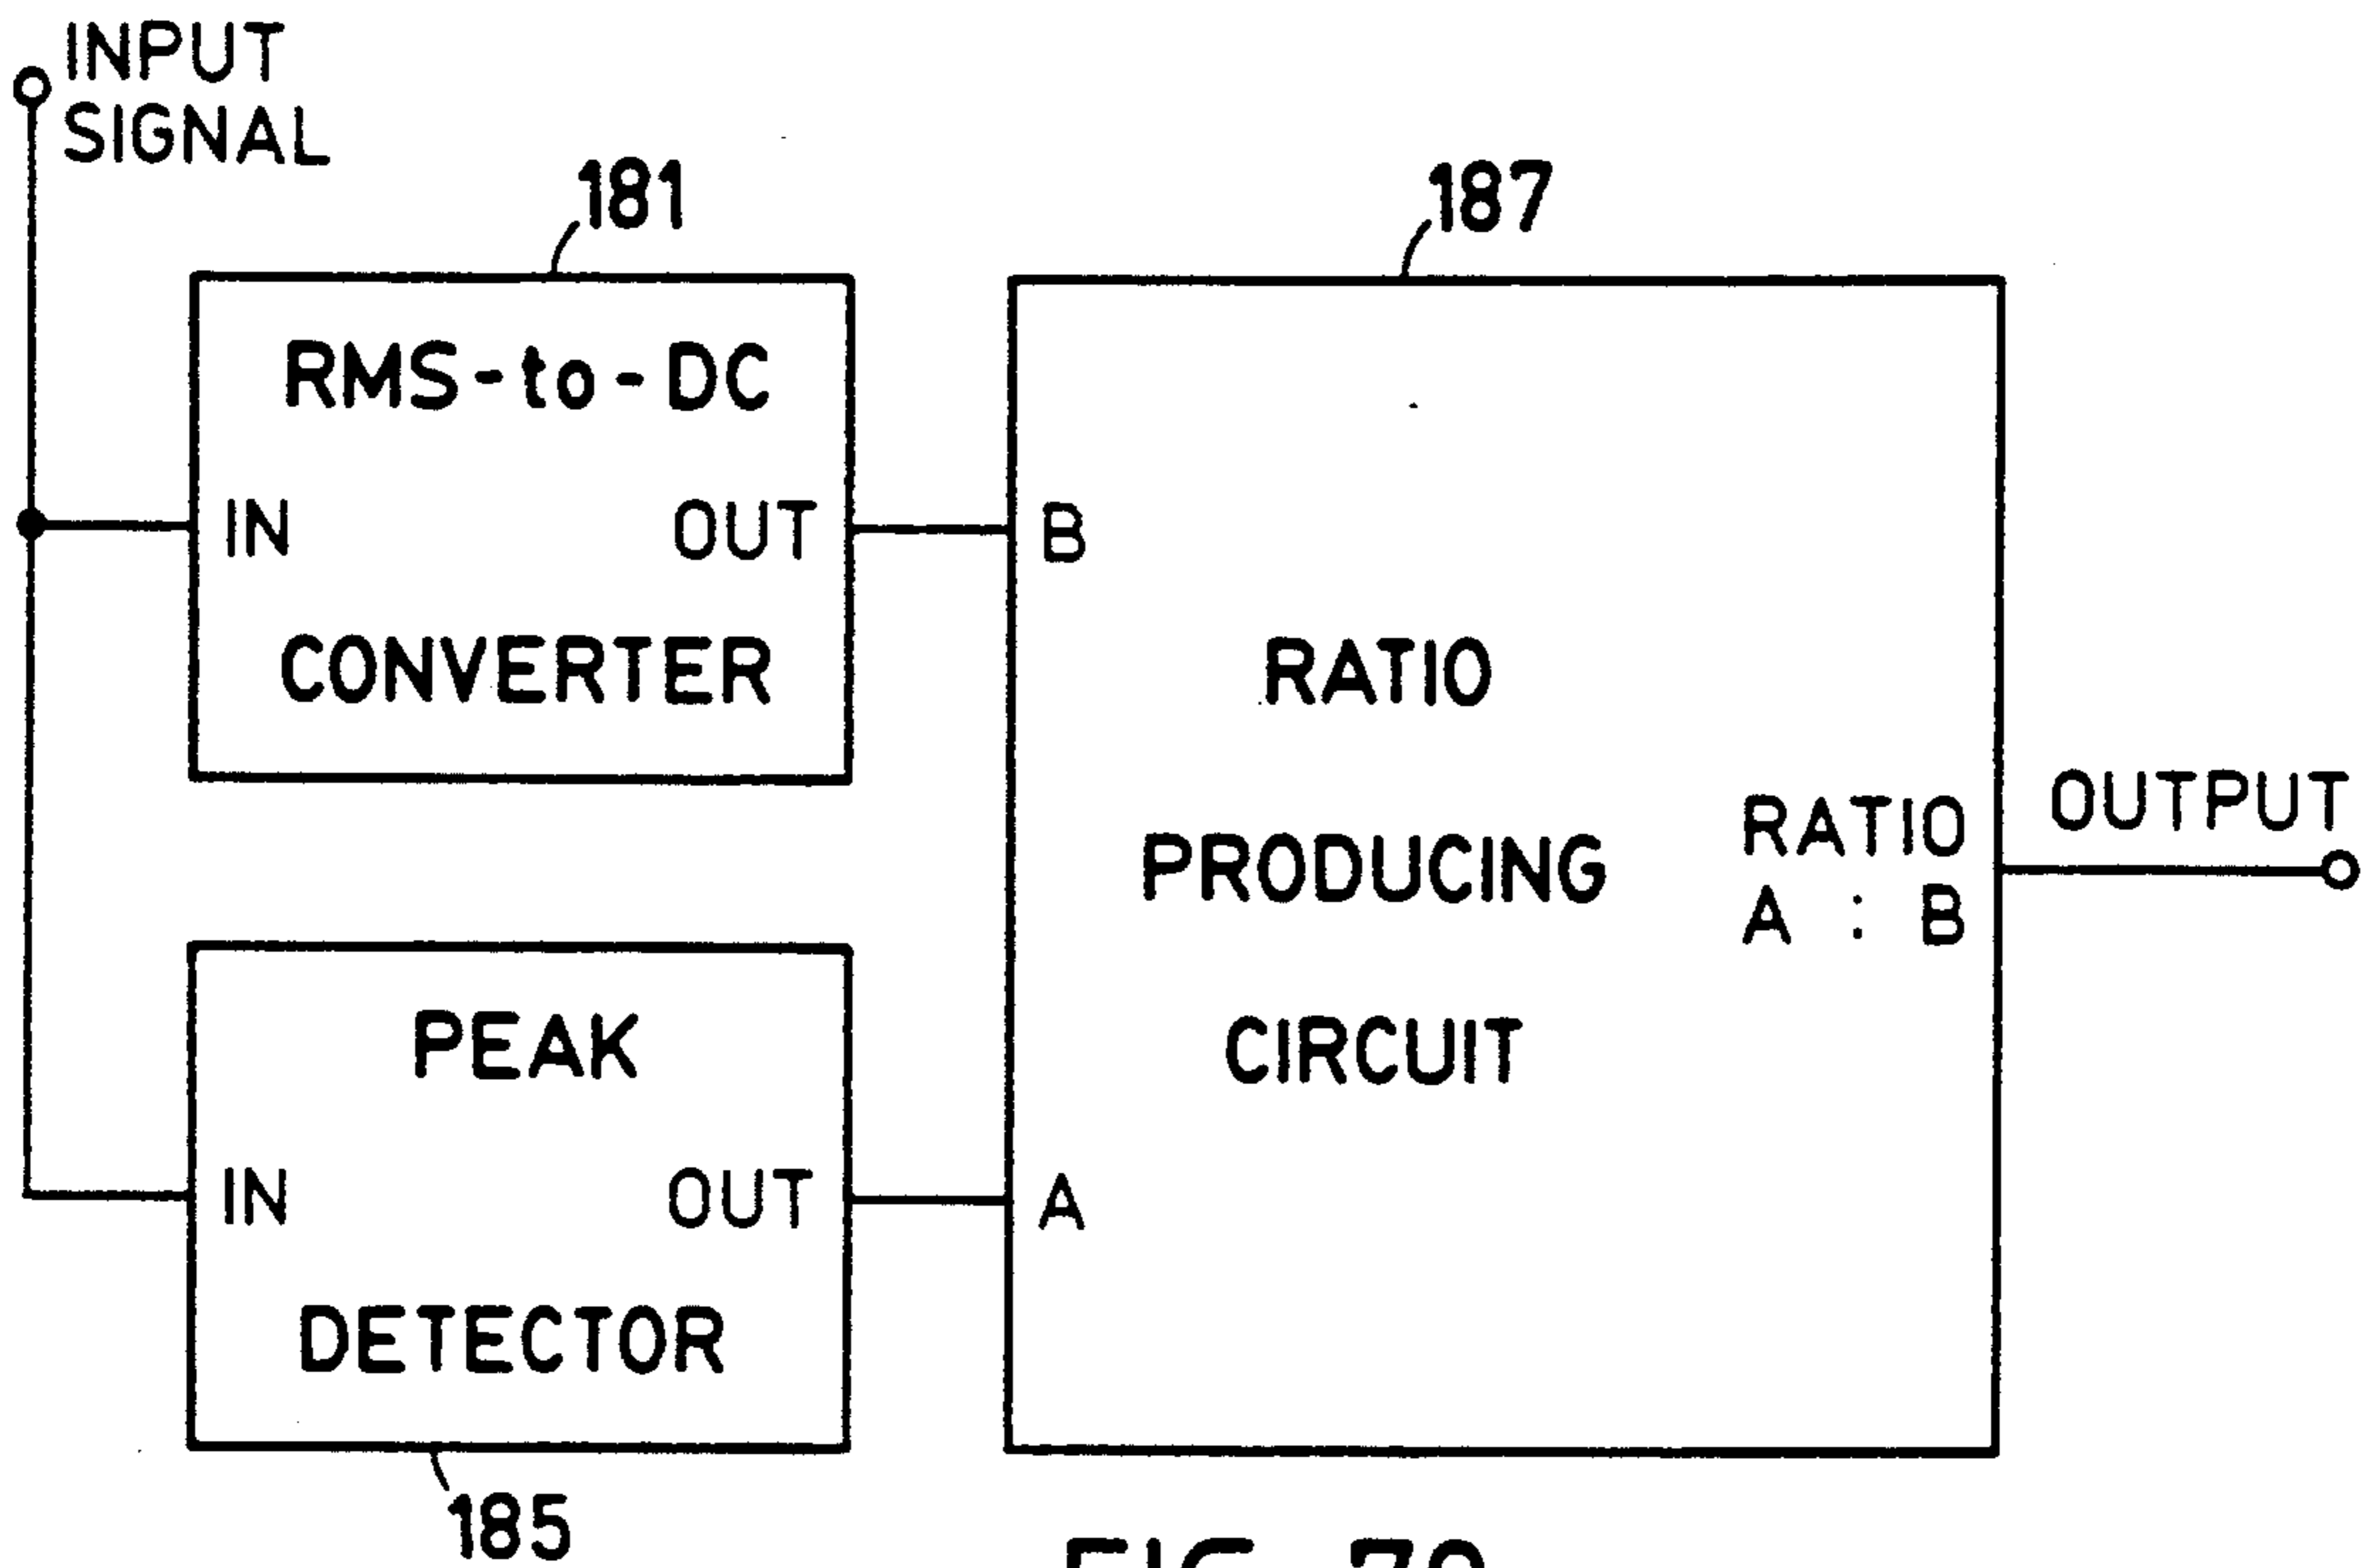 INPUT
SIGNAL
181
187
RMS-to-DC
IN OUT
CONVERTER
B
RATIO
PRODUCING
CIRCUIT
RATIO
A : B
OUTPUT
PEAK
IN OUT
DETECTOR
A
185